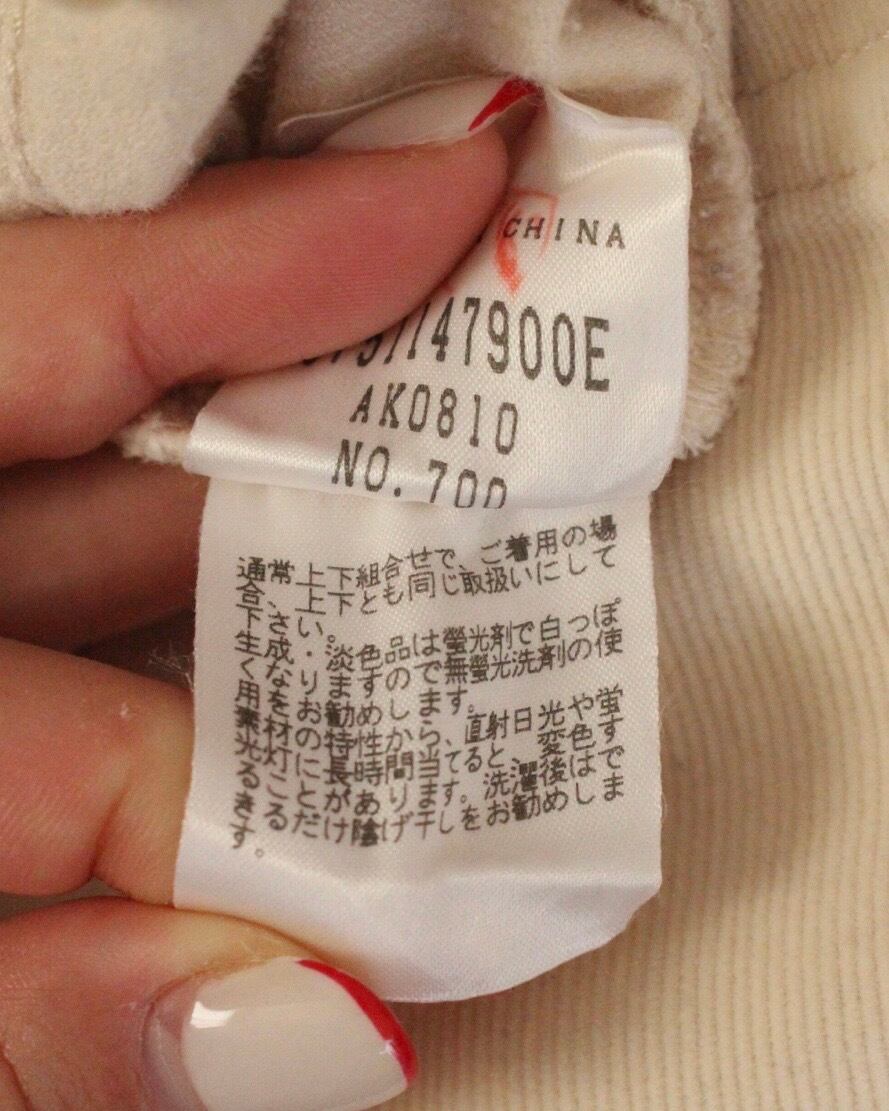 CHINA
147900E
AK0810
NO. 700
通常上下組合せで、ご着用の場
合、上下とも同じ取扱いにして
下さい。
生成・淡色品は螢光剤で白っぽ
くなりますので無螢光洗剤の使
用をお勧めします。
素材の特性から、直射日光や蛍
光灯に長時間当てると、変色す
ることがあります。洗濯後はで
きるだけ陰げ干しをお勧めしま
す。